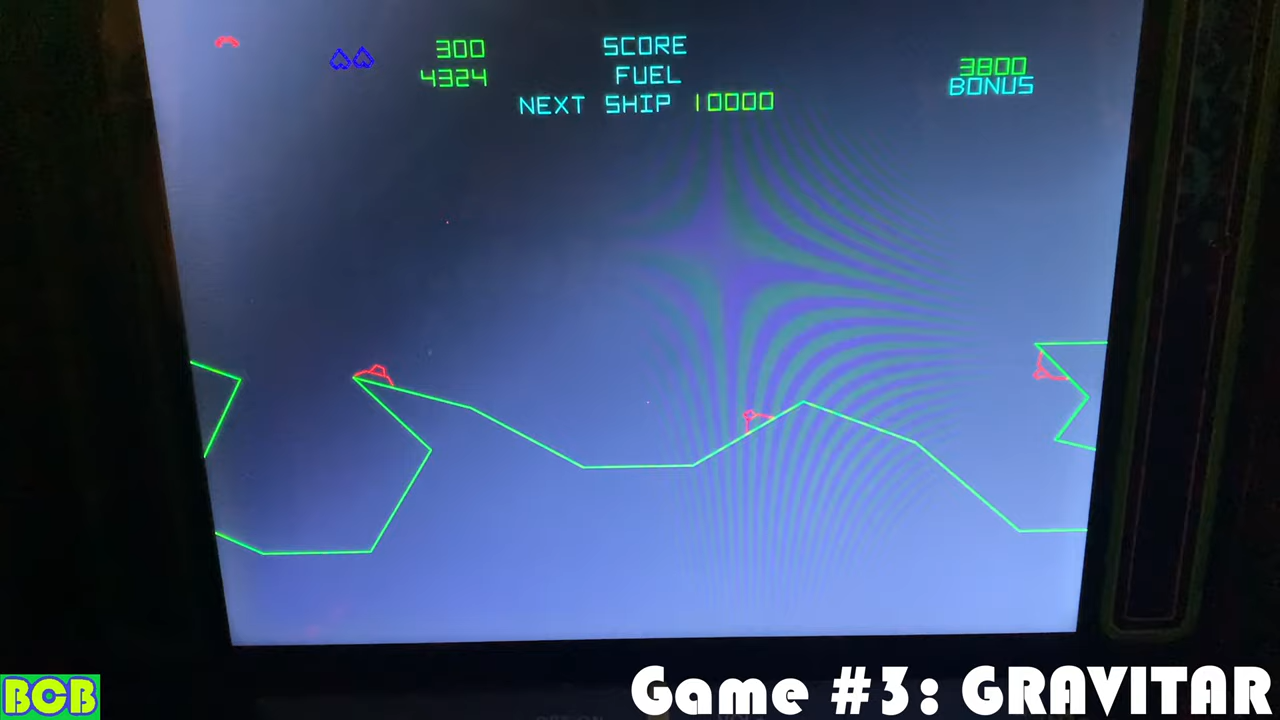 300 SCORE
4324 FUEL
NEXT SHIP 10000
3800
BONUS
BCB
Game #3: GRAVITAR